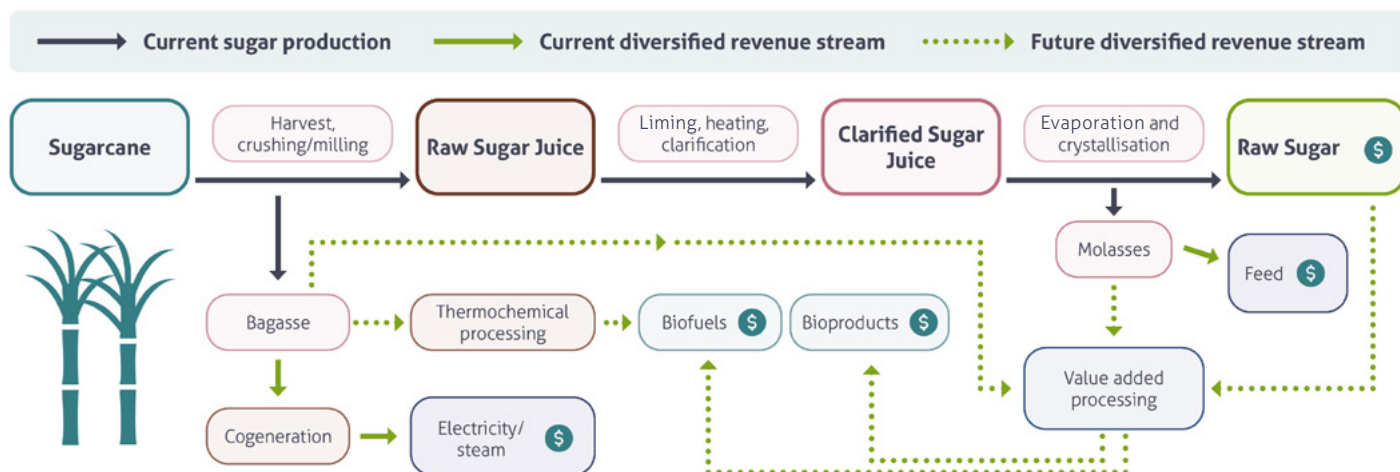 Current sugar production
Current diversified revenue stream
Future diversified revenue stream
Sugarcane
Harvest,
crushing/milling
Raw Sugar Juice
Liming, heating,
clarification
Clarified Sugar
Juice
Evaporation and
crystallisation
Raw Sugar $
Molasses
Feed $
Bagasse
Thermochemical
processing
Biofuels $
Bioproducts $
Value added
processing
Cogeneration
Electricity/
steam $